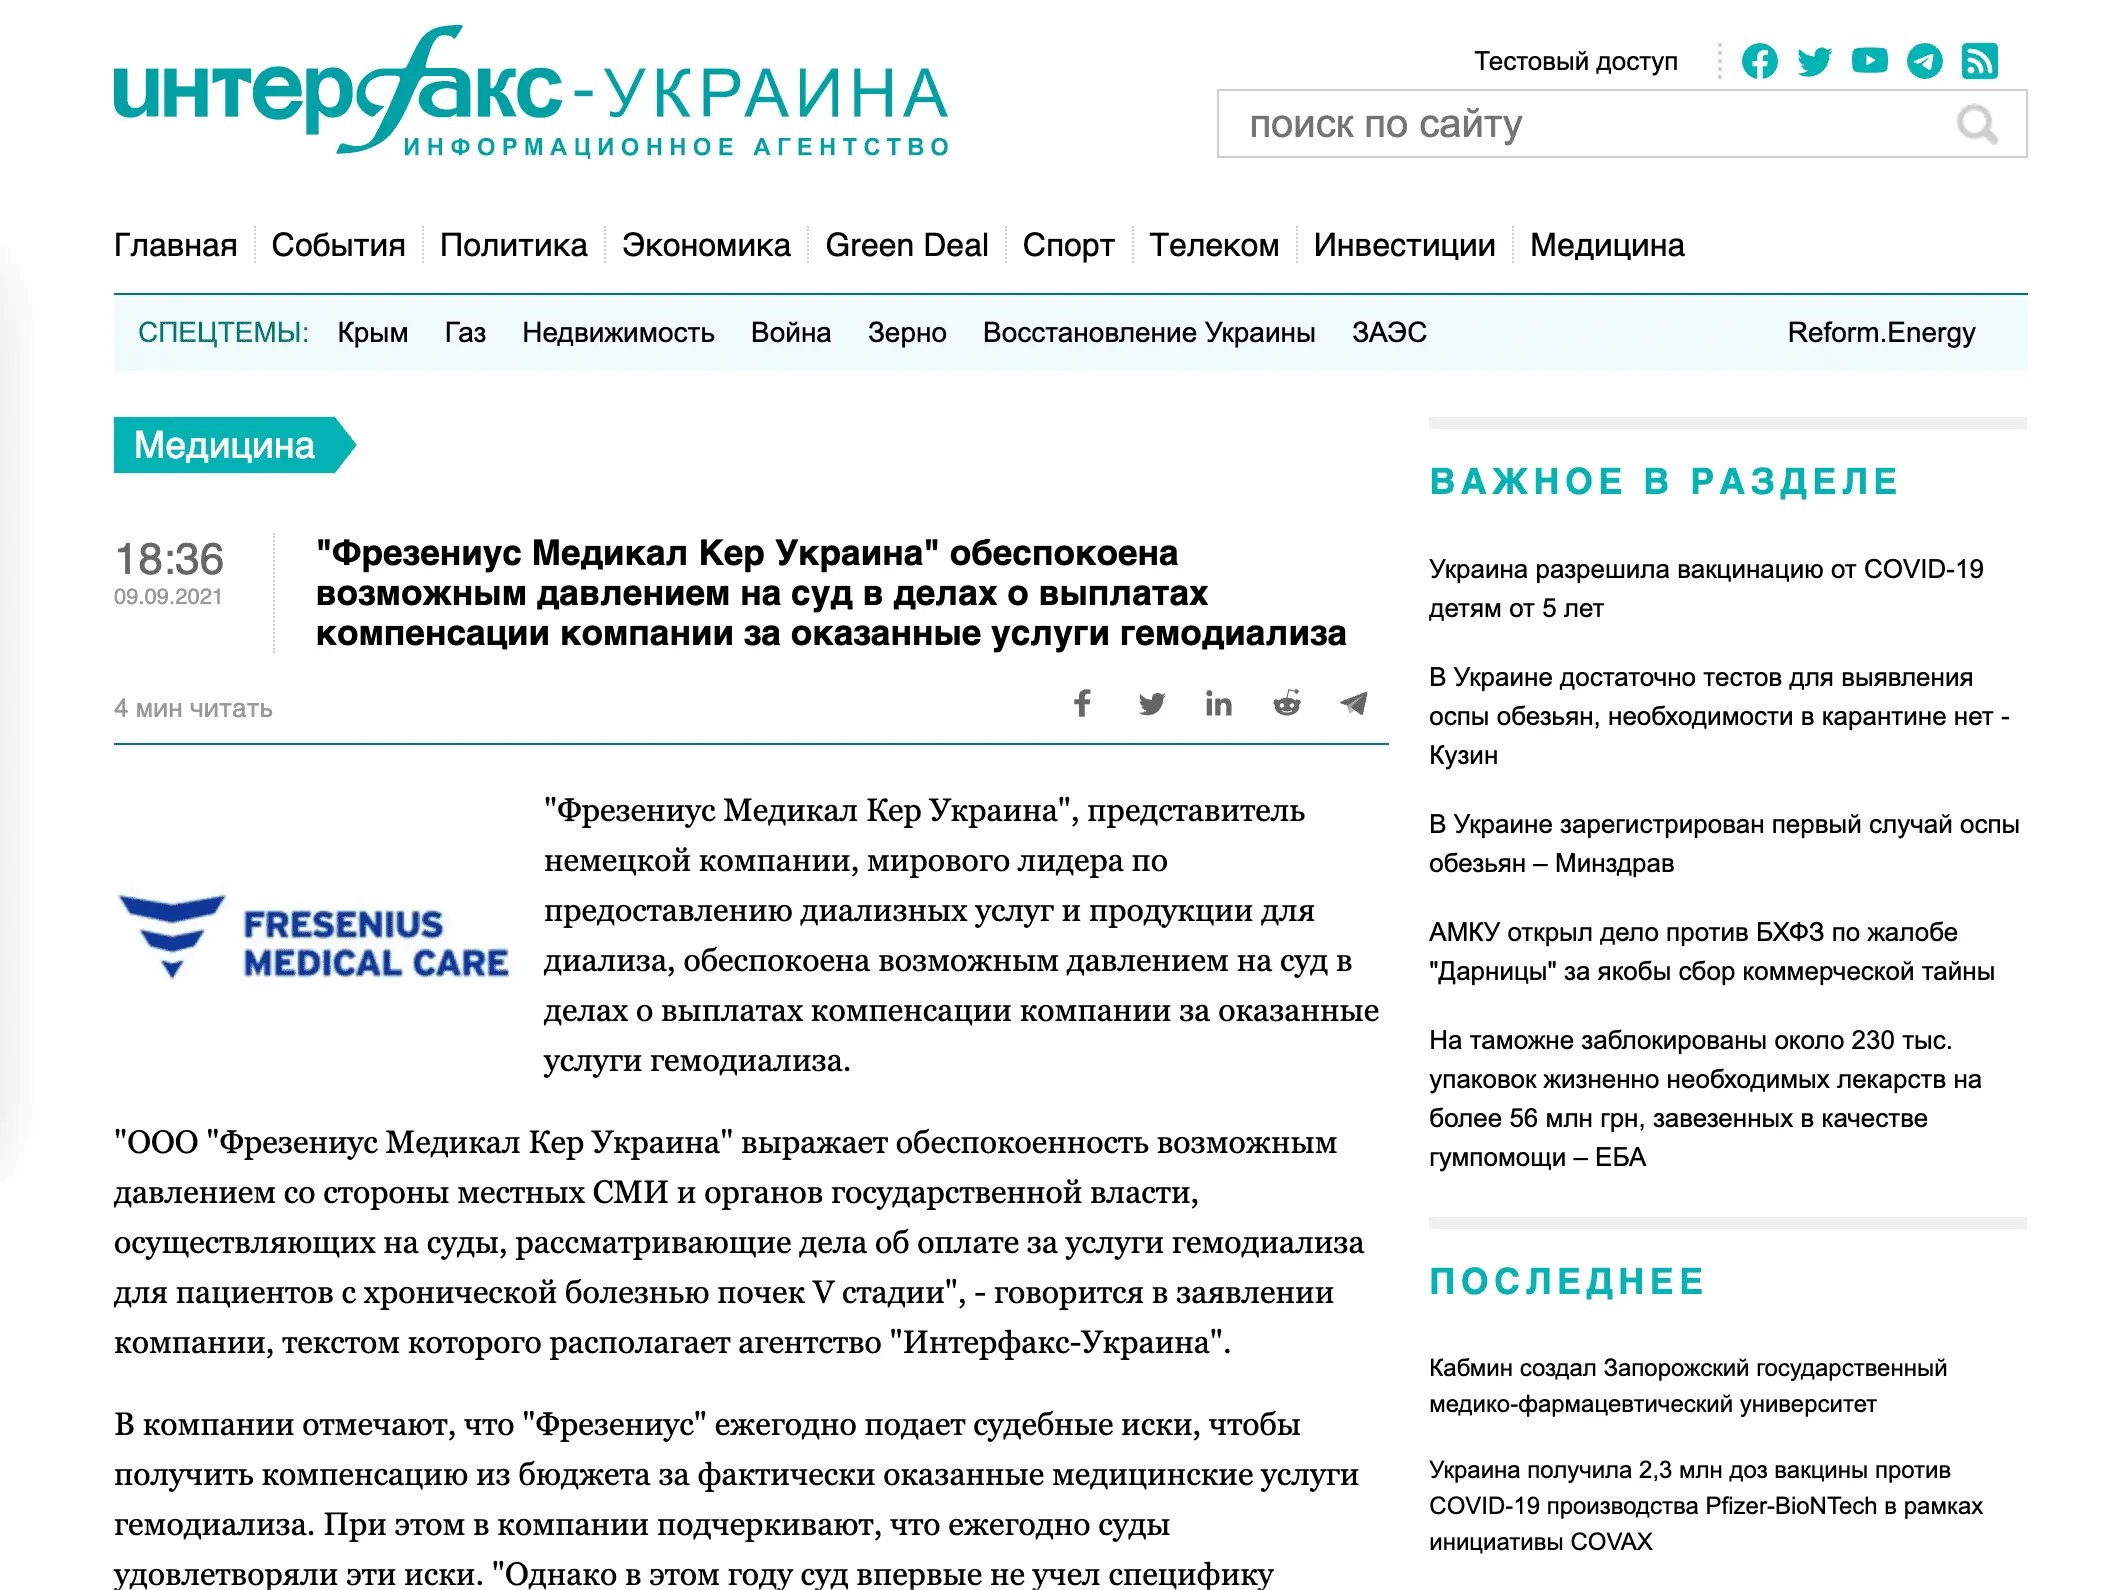 интерфакс-УКРАИНА
ИНФОРМАЦИОННОЕ АГЕНТСТВО
Тестовый доступ
поиск по сайту
Главная События Политика Экономика Green Deal Спорт Телеком Инвестиции Медицина
СПЕЦТЕМЫ: Крым Газ Недвижимость Война Зерно Восстановление Украины ЗАЭС Reform.Energy
Медицина
18:36
09.09.2021
"Фрезениус Медикал Кер Украина" обеспокоена
возможным давлением на суд в делах о выплатах
компенсации компании за оказанные услуги гемодиализа
4 мин читать
FRESENIUS
MEDICAL CARE
"Фрезениус Медикал Кер Украина", представитель
немецкой компании, мирового лидера по
предоставлению диализных услуг и продукции для
диализа, обеспокоена возможным давлением на суд в
делах о выплатах компенсации компании за оказанные
услуги гемодиализа.
"ООО "Фрезениус Медикал Кер Украина" выражает обеспокоенность возможным
давлением со стороны местных СМИ и органов государственной власти,
осуществляющих на суды, рассматривающие дела об оплате за услуги гемодиализа
для пациентов с хронической болезнью почек V стадии", - говорится в заявлении
компании, текстом которого располагает агентство "Интерфакс-Украина".
В компании отмечают, что "Фрезениус" ежегодно подает судебные иски, чтобы
получить компенсацию из бюджета за фактически оказанные медицинские услуги
гемодиализа. При этом в компании подчеркивают, что ежегодно суды
удовлетворяли эти иски. "Однако в этом году суд впервые не учел специфику
ВАЖНОЕ В РАЗДЕЛЕ
Украина разрешила вакцинацию от COVID-19
детям от 5 лет
В Украине достаточно тестов для выявления
оспы обезьян, необходимости в карантине нет -
Кузин
В Украине зарегистрирован первый случай оспы
обезьян – Минздрав
АМКУ открыл дело против БХФЗ по жалобе
"Дарницы" за якобы сбор коммерческой тайны
На таможне заблокированы около 230 тыс.
упаковок жизненно необходимых лекарств на
более 56 млн грн, завезенных в качестве
гумпомощи – ЕБА
ПОСЛЕДНЕЕ
Кабмин создал Запорожский государственный
медико-фармацевтический университет
Украина получила 2,3 млн доз вакцины против
COVID-19 производства Pfizer-BioNTech в рамках
инициативы COVAX